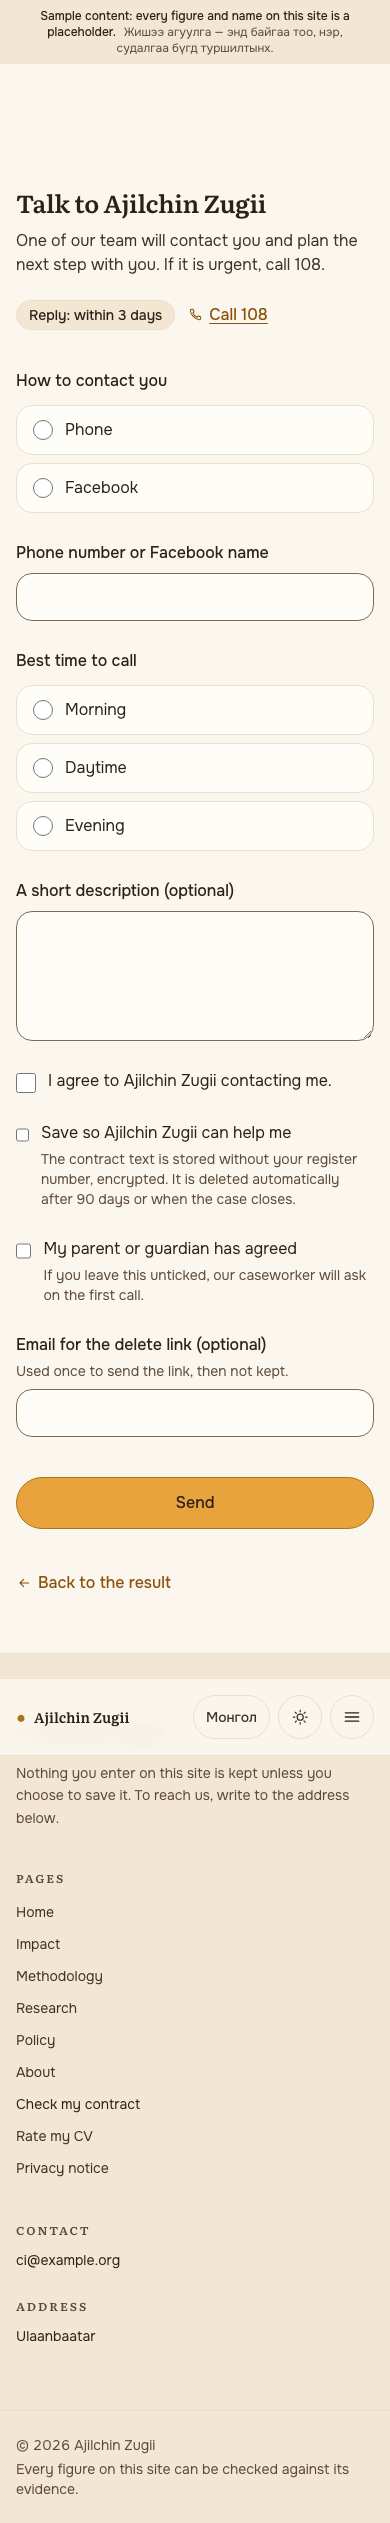 Sample content: every figure and name on this site is a
placeholder. Жишээ агуулга — энд байгаа тоо, нэр,
судалгаа бүгд туршилтынх.
Talk to Ajilchin Zugii
One of our team will contact you and plan the
next step with you. If it is urgent, call 108.
Reply: within 3 days
Call 108
How to contact you
Phone
Facebook
Phone number or Facebook name
Best time to call
Morning
Daytime
Evening
A short description (optional)
I agree to Ajilchin Zugii contacting me.
Save so Ajilchin Zugii can help me
The contract text is stored without your register
number, encrypted. It is deleted automatically
after 90 days or when the case closes.
My parent or guardian has agreed
If you leave this unticked, our caseworker will ask
on the first call.
Email for the delete link (optional)
Used once to send the link, then not kept.
Send
← Back to the result
Ajilchin Zugii
Монгол
Nothing you enter on this site is kept unless you
choose to save it. To reach us, write to the address
below.
PAGES
Home
Impact
Methodology
Research
Policy
About
Check my contract
Rate my CV
Privacy notice
CONTACT
ci@example.org
ADDRESS
Ulaanbaatar
© 2026 Ajilchin Zugii
Every figure on this site can be checked against its
evidence.